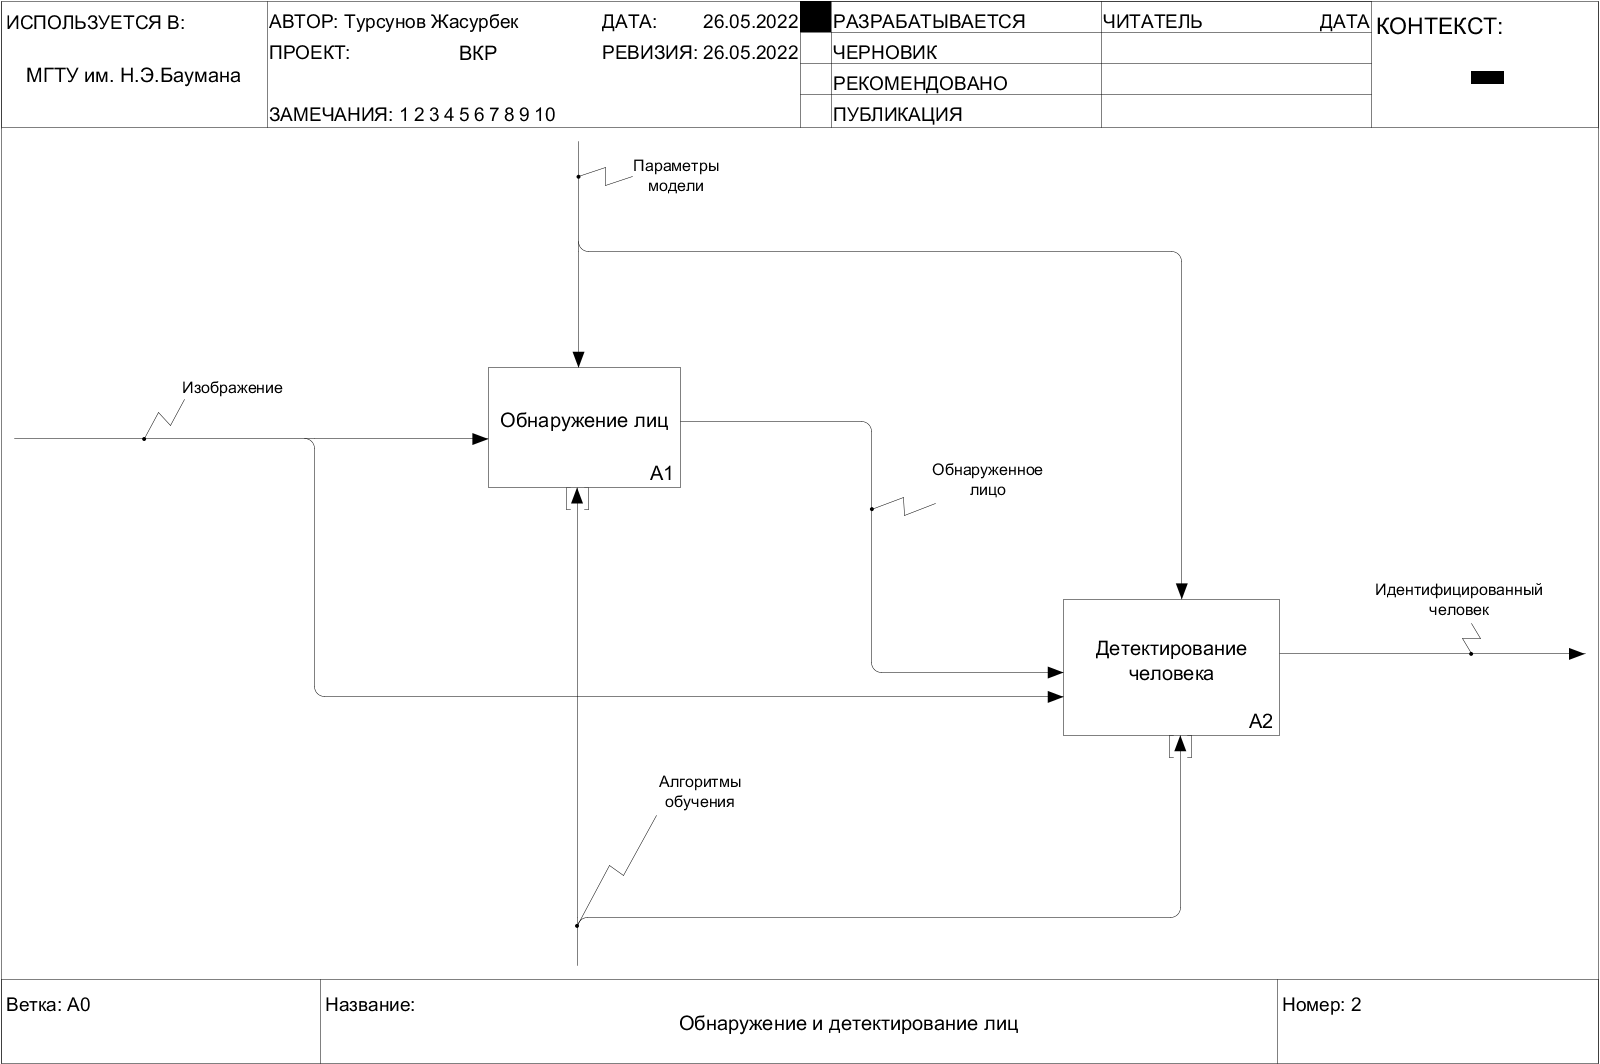 ИСПОЛЬЗУЕТСЯ В:
МГТУ им. Н.Э.Баумана
АВТОР: Турсунов Жасурбек
ДАТА: 26.05.2022
ПРОЕКТ: ВКР
РЕВИЗИЯ: 26.05.2022
ЗАМЕЧАНИЯ: 1 2 3 4 5 6 7 8 9 10
РАЗРАБАТЫВАЕТСЯ
ЧЕРНОВИК
РЕКОМЕНДОВАНО
ПУБЛИКАЦИЯ
ЧИТАТЕЛЬ
ДАТА
КОНТЕКСТ:
Параметры
модели
Изображение
Обнаружение лиц
A1
Обнаруженное
лицо
Идентифицированный
человек
Детектирование
человека
A2
Алгоритмы
обучения
Ветка: A0
Название:
Обнаружение и детектирование лиц
Номер: 2